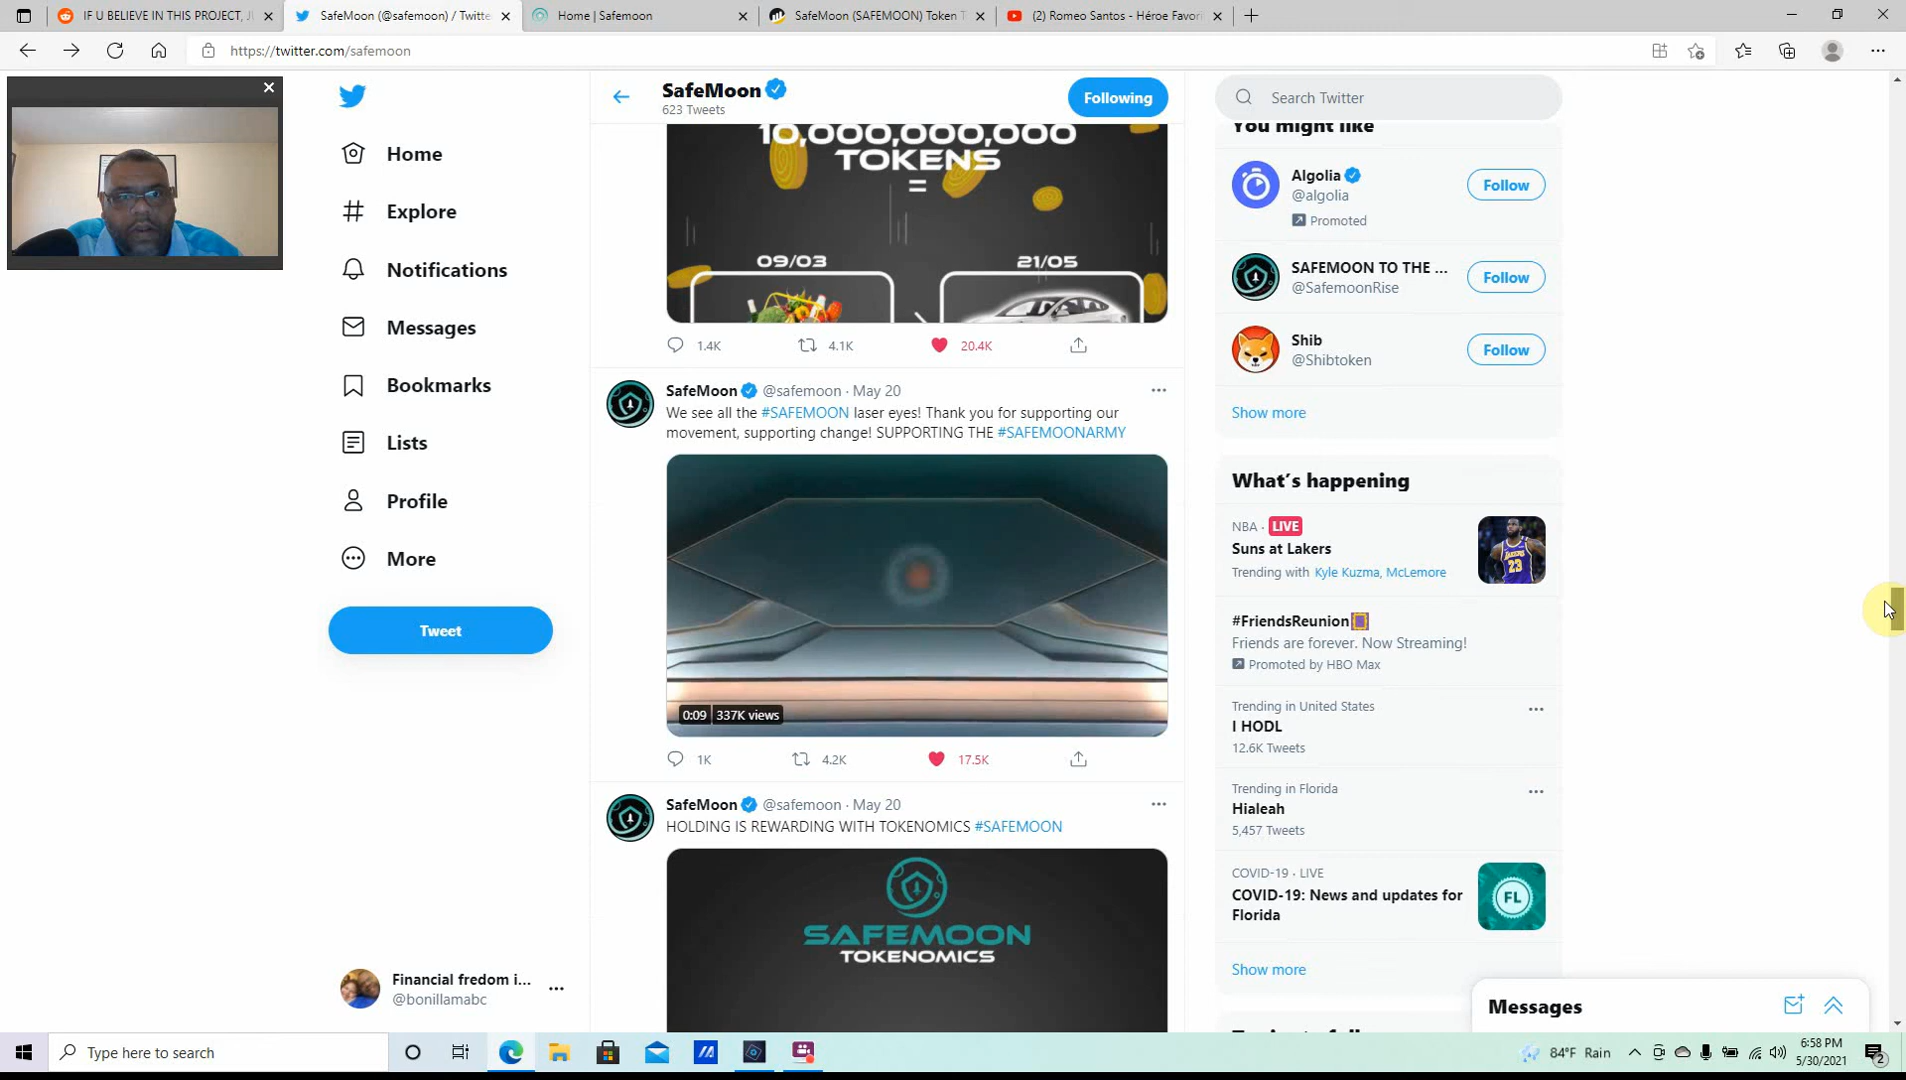 IF U BELIEVE IN THIS PROJECT, JU
SafeMoon (@safemoon) / Twitte
Home | Safemoon
SafeMoon (SAFEMOON) Token T
(2) Romeo Santos - Héroe Favori
https://twitter.com/safemoon
SafeMoon
623 Tweets
Following
Search Twitter
Home
Explore
Notifications
Messages
Bookmarks
Lists
Profile
More
Tweet
Financial fredom i...
@bonillamabc
10,000,000,000
TOKENS
=
09/03
21/05
1.4K
4.1K
20.4K
SafeMoon @safemoon · May 20
We see all the #SAFEMOON laser eyes! Thank you for supporting our
movement, supporting change! SUPPORTING THE #SAFEMOONARMY
0:09
337K views
1K
4.2K
17.5K
SafeMoon @safemoon · May 20
HOLDING IS REWARDING WITH TOKENOMICS #SAFEMOON
SAFEMOON
TOKENOMICS
You might like
Algolia
@algolia
Promoted
Follow
SAFEMOON TO THE ...
@SafemoonRise
Follow
Shib
@Shibtoken
Follow
Show more
What's happening
NBA · LIVE
Suns at Lakers
Trending with Kyle Kuzma, McLemore
23
#FriendsReunion
Friends are forever. Now Streaming!
Promoted by HBO Max
Trending in United States
I HODL
12.6K Tweets
Trending in Florida
Hialeah
5,457 Tweets
COVID-19 · LIVE
COVID-19: News and updates for
Florida
FL
Show more
Messages
Type here to search
84°F Rain
6:58 PM
5/30/2021
2